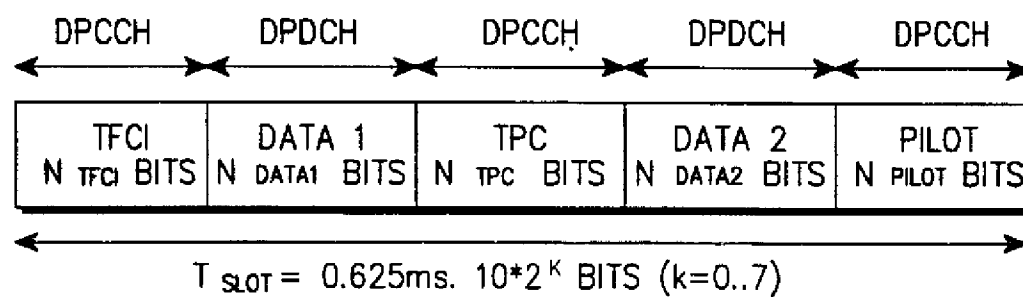 DPCCH DPDCH DPCCH DPDCH DPCCH
TFCI DATA 1 TPC DATA 2 PILOT
N TFCI BITS N DATA1 BITS N TPC BITS N DATA2 BITS N PILOT BITS
T SLOT = 0.625ms. 10*2 K BITS (k=0..7)